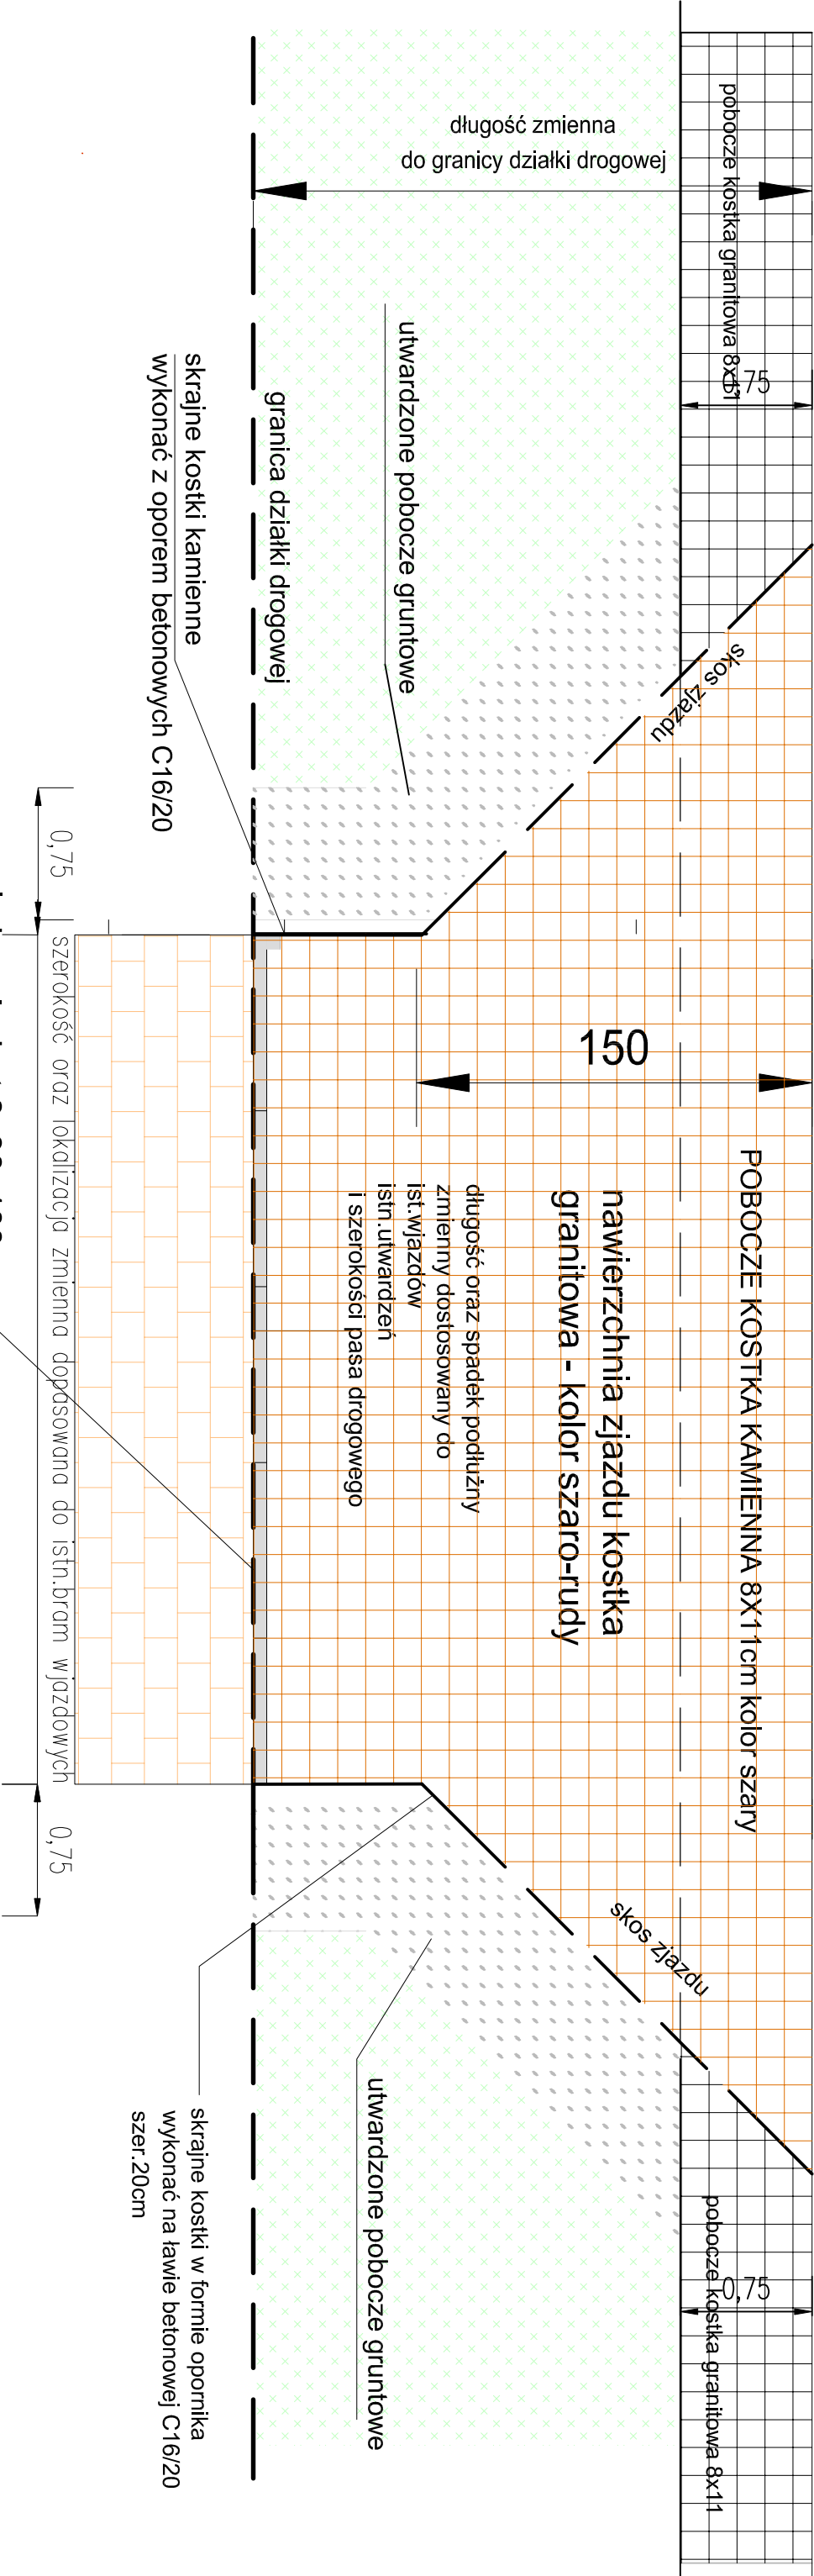 długość zmienna
do granicy działki drogowej
pobocze kostka granitowa 8x11
0,75
utwardzone pobocze gruntowe
granica działki drogowej
skrajne kostki kamienne
wykonać z oporem betonowych C16/20
skos zjazdu
0,75
150
POBOCZE KOSTKA KAMIENNA 8X11cm kolor szary
nawierzchnia zjazdu kostka
granitowa - kolor szaro-rudy
długość oraz spadek podłużny
zmienny dostosowany do
ist.wjazdów
istn.utwardzeń
i szerokości pasa drogowego
szerokość oraz lokalizacja zmienna dopasowana do istn.bram wjazdowych
0,75
skos zjazdu
utwardzone pobocze gruntowe
skrajne kostki w formie opornika
wykonać na ławie betonowej C16/20
szer.20cm
pobocze kostka granitowa 8x11
0,75